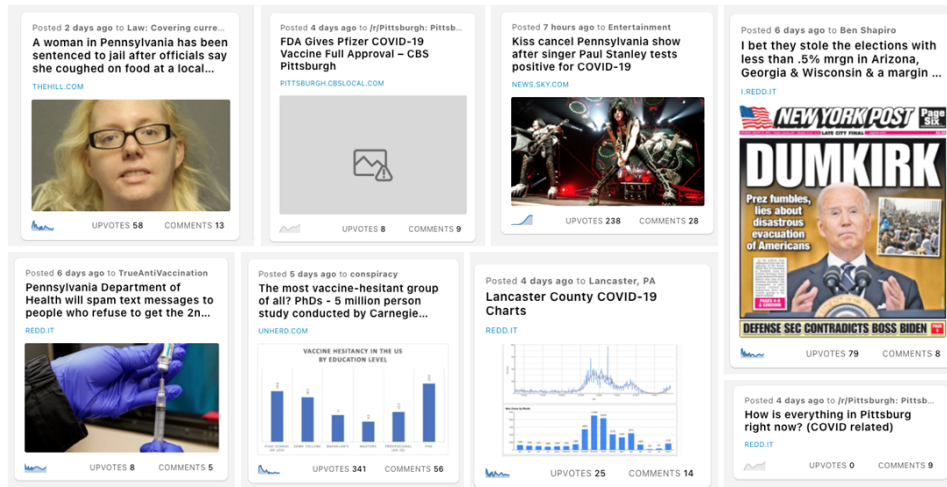 Posted 2 days ago to Law: Covering curre...
A woman in Pennsylvania has been
sentenced to jail after officials say
she coughed on food at a local...
THEHILL.COM
UPVOTES 58 COMMENTS 13
Posted 4 days ago to /r/Pittsburgh: Pittsb...
FDA Gives Pfizer COVID-19
Vaccine Full Approval – CBS
Pittsburgh
PITTSBURGH.CBSLOCAL.COM
UPVOTES 8 COMMENTS 9
Posted 7 hours ago to Entertainment
Kiss cancel Pennsylvania show
after singer Paul Stanley tests
positive for COVID-19
NEWS.SKY.COM
UPVOTES 238 COMMENTS 28
Posted 6 days ago to Ben Shapiro
I bet they stole the elections with
less than .5% mrgn in Arizona,
Georgia & Wisconsin & a margin ...
I.REDD.IT
NEW YORK POST
Page
Six
LATE CITY FINAL
DUMKIRK
Prez fumbles,
lies about
disastrous
evacuation
of Americans
DEFENSE SEC CONTRADICTS BOSS BIDEN
UPVOTES 79 COMMENTS 8
Posted 6 days ago to TrueAntiVaccination
Pennsylvania Department of
Health will spam text messages to
people who refuse to get the 2n...
REDD.IT
UPVOTES 8 COMMENTS 5
Posted 5 days ago to conspiracy
The most vaccine-hesitant group
of all? PhDs - 5 million person
study conducted by Carnegie...
UNHERD.COM
VACCINE HESITANCY IN THE US
BY EDUCATION LEVEL
UPVOTES 341 COMMENTS 56
Posted 4 days ago to Lancaster, PA
Lancaster County COVID-19
Charts
REDD.IT
UPVOTES 25 COMMENTS 14
Posted 4 days ago to /r/Pittsburgh: Pittsb...
How is everything in Pittsburg
right now? (COVID related)
REDD.IT
UPVOTES 0 COMMENTS 9